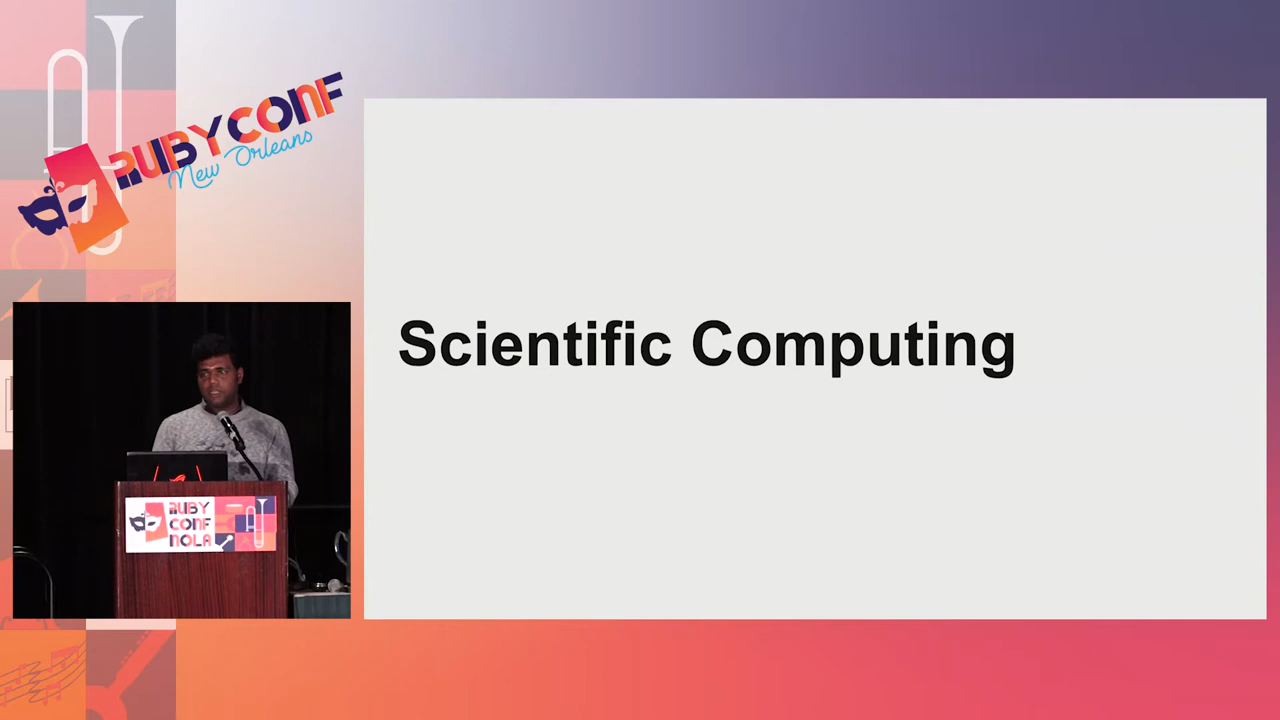 RUBYCONF
New Orleans
Scientific Computing
RUBY
CONF
NOLA